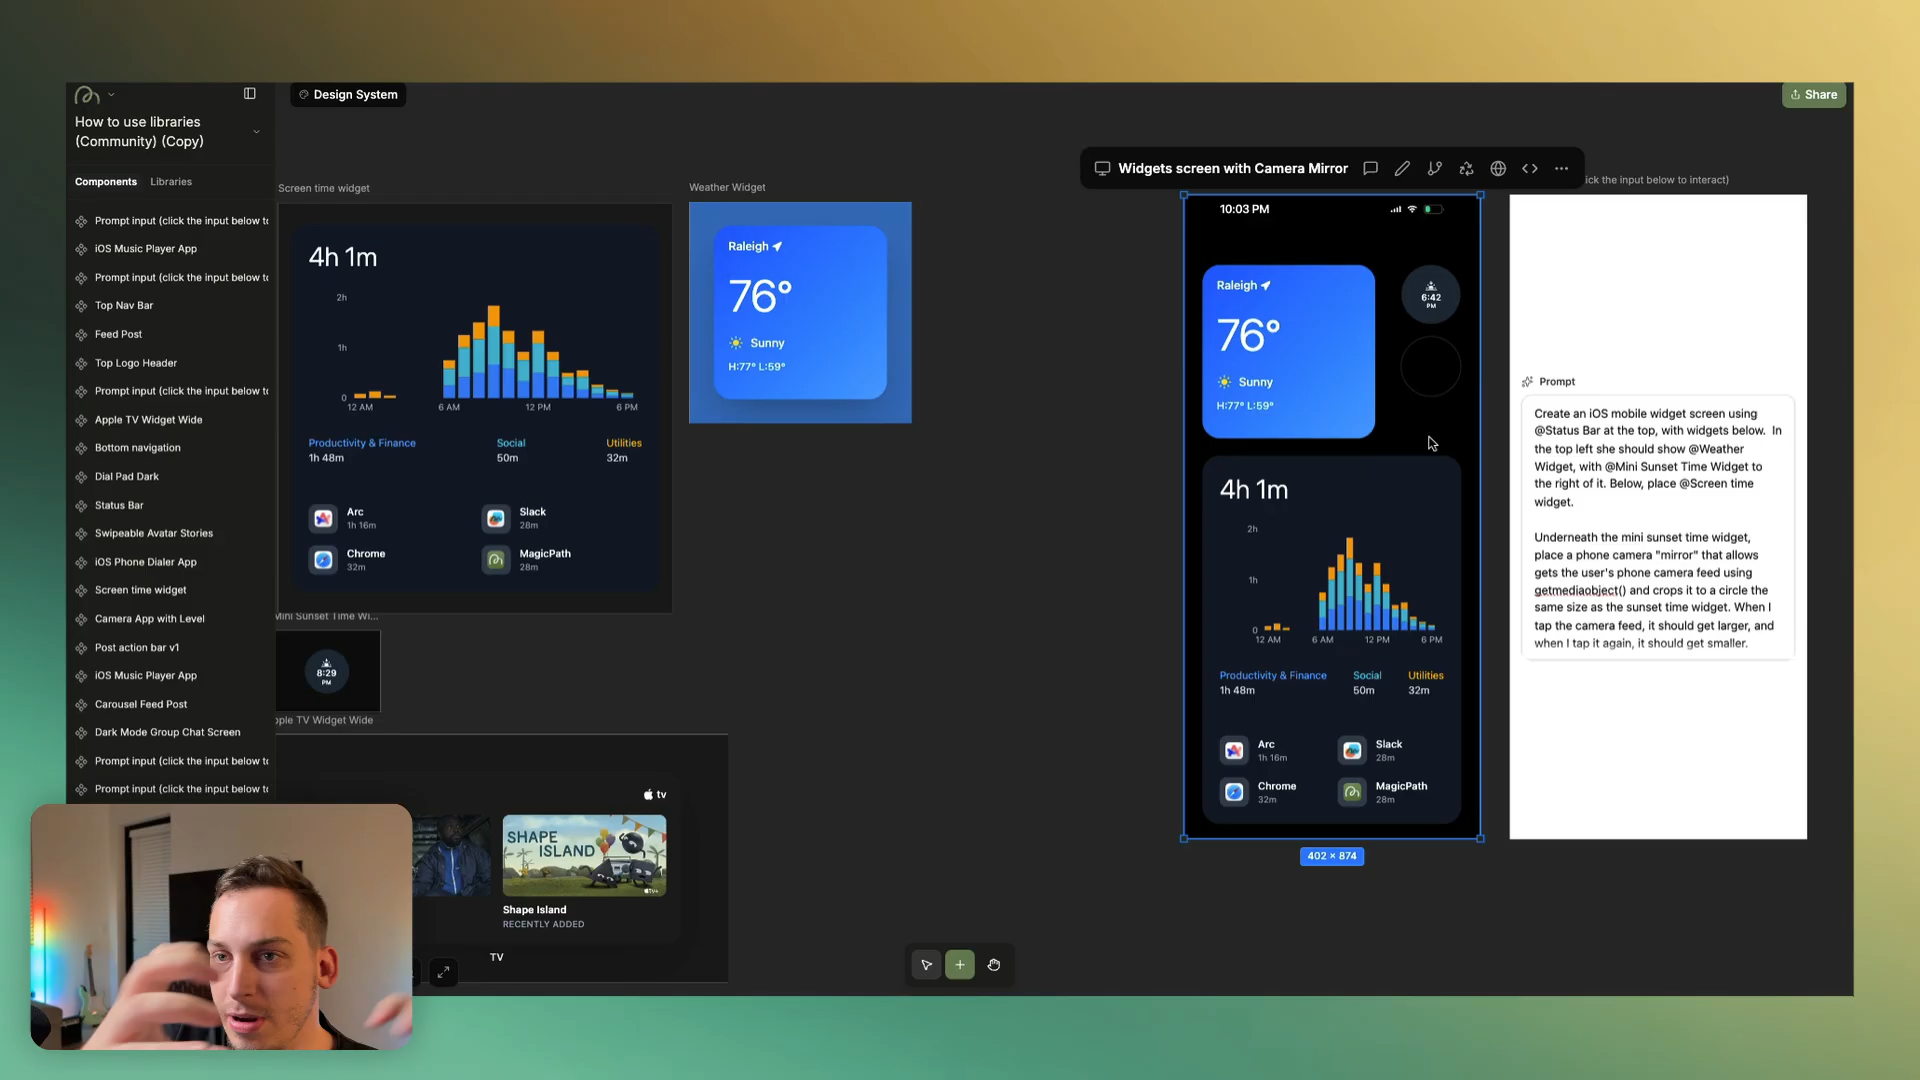 Design System
Share
How to use libraries
(Community) (Copy)
Components
Libraries
Prompt input (click the input below to
iOS Music Player App
Prompt input (click the input below to
Top Nav Bar
Feed Post
Top Logo Header
Prompt input (click the input below to
Apple TV Widget Wide
Bottom navigation
Dial Pad Dark
Status Bar
Swipeable Avatar Stories
iOS Phone Dialer App
Screen time widget
Camera App with Level
Post action bar v1
iOS Music Player App
Carousel Feed Post
Dark Mode Group Chat Screen
Prompt input (click the input below to
Prompt input (click the input below to
Screen time widget
4h 1m
2h
1h
0
12 AM
6 AM
12 PM
6 PM
Productivity & Finance
1h 48m
Social
50m
Utilities
32m
Arc
1h 16m
Slack
28m
Chrome
32m
MagicPath
28m
Mini Sunset Time Wi...
8:29
PM
pple TV Widget Wide
tv
SHAPE
ISLAND
Shape Island
RECENTLY ADDED
TV
Weather Widget
Raleigh
76°
Sunny
H:77° L:59°
Widgets screen with Camera Mirror
ick the input below to interact)
10:03 PM
Raleigh
76°
Sunny
H:77° L:59°
6:42
PM
4h 1m
2h
1h
0
12 AM
6 AM
12 PM
6 PM
Productivity & Finance
1h 48m
Social
50m
Utilities
32m
Arc
1h 16m
Slack
28m
Chrome
32m
MagicPath
28m
402 × 874
Prompt
Create an iOS mobile widget screen using
@Status Bar at the top, with widgets below. In
the top left she should show @Weather
Widget, with @Mini Sunset Time Widget to
the right of it. Below, place @Screen time
widget.
Underneath the mini sunset time widget,
place a phone camera "mirror" that allows
gets the user's phone camera feed using
getmediaobject() and crops it to a circle the
same size as the sunset time widget. When I
tap the camera feed, it should get larger, and
when I tap it again, it should get smaller.